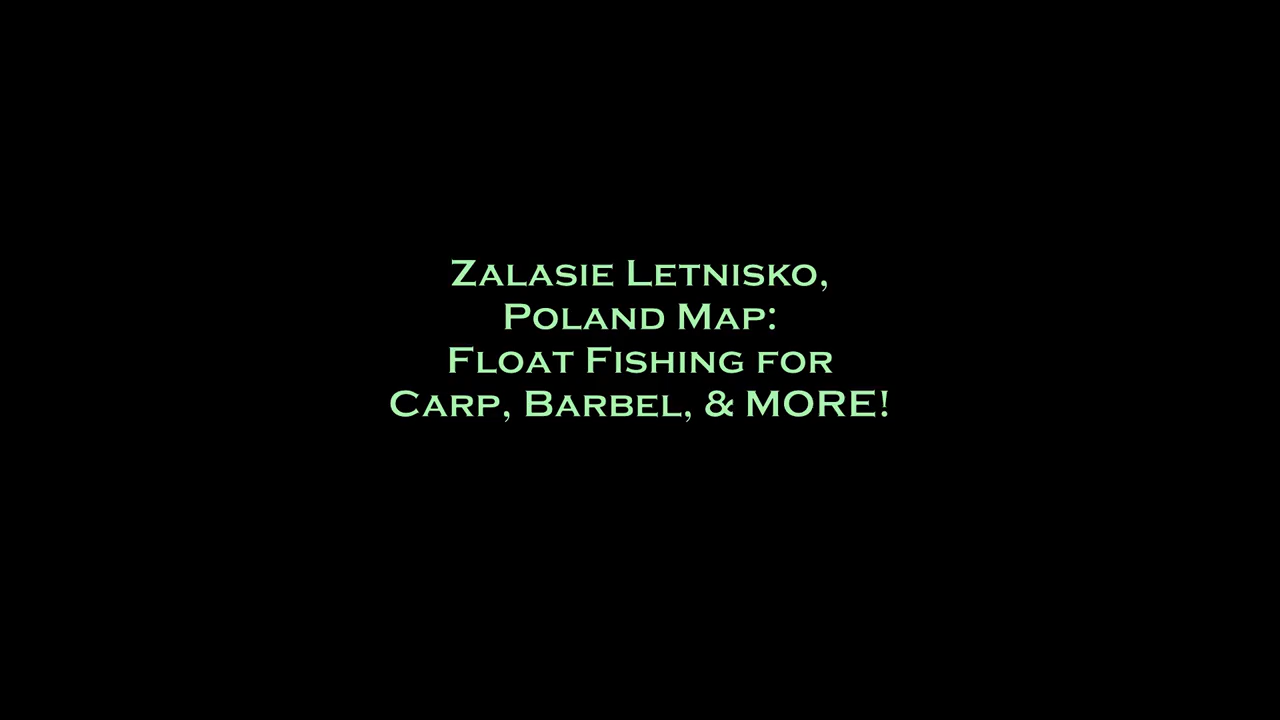 Zalasie Letnisko,
Poland Map:
Float Fishing for
Carp, Barbel, & MORE!